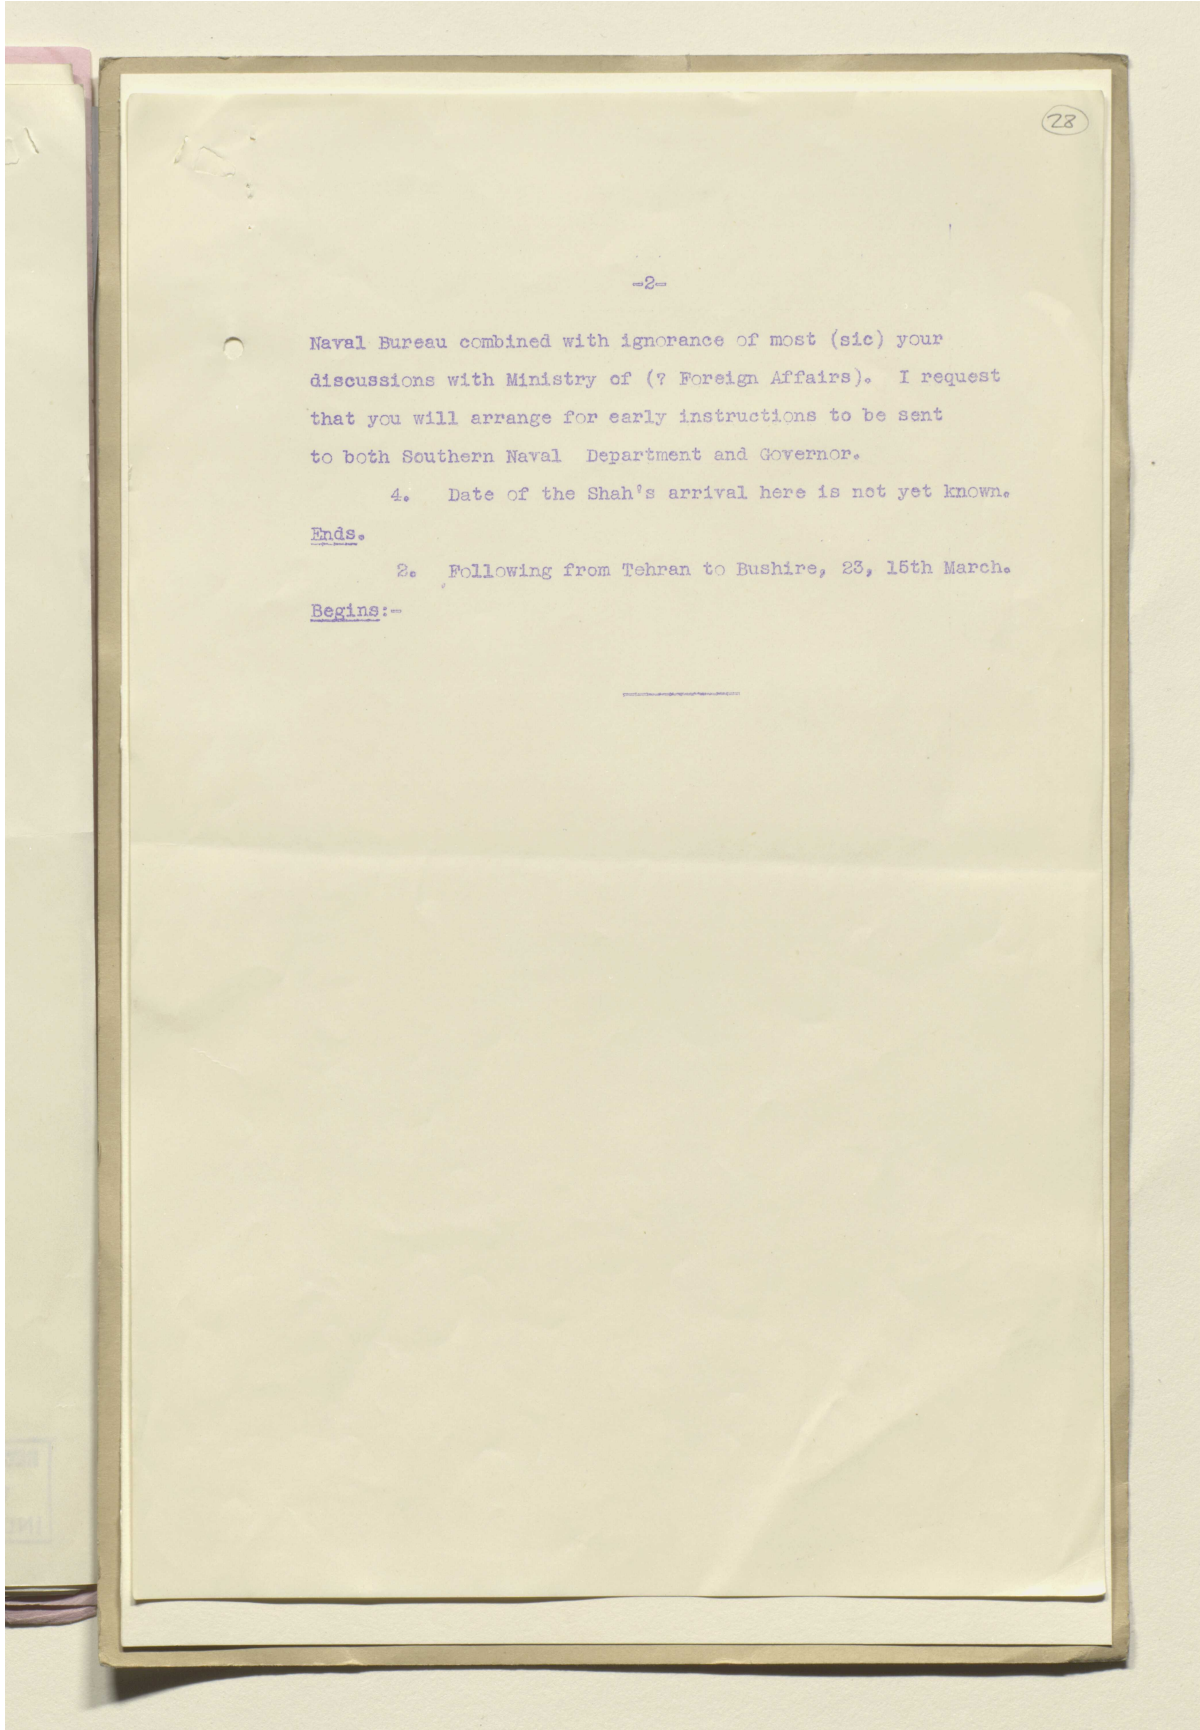 28
-2-
Naval Bureau combined with ignorance of most (sic) your
discussions with Ministry of (? Foreign Affairs). I request
that you will arrange for early instructions to be sent
to both Southern Naval Department and Governor.
4. Date of the Shah's arrival here is not yet known.
Ends.
2. Following from Tehran to Bushire, 23, 15th March.
Begins:-